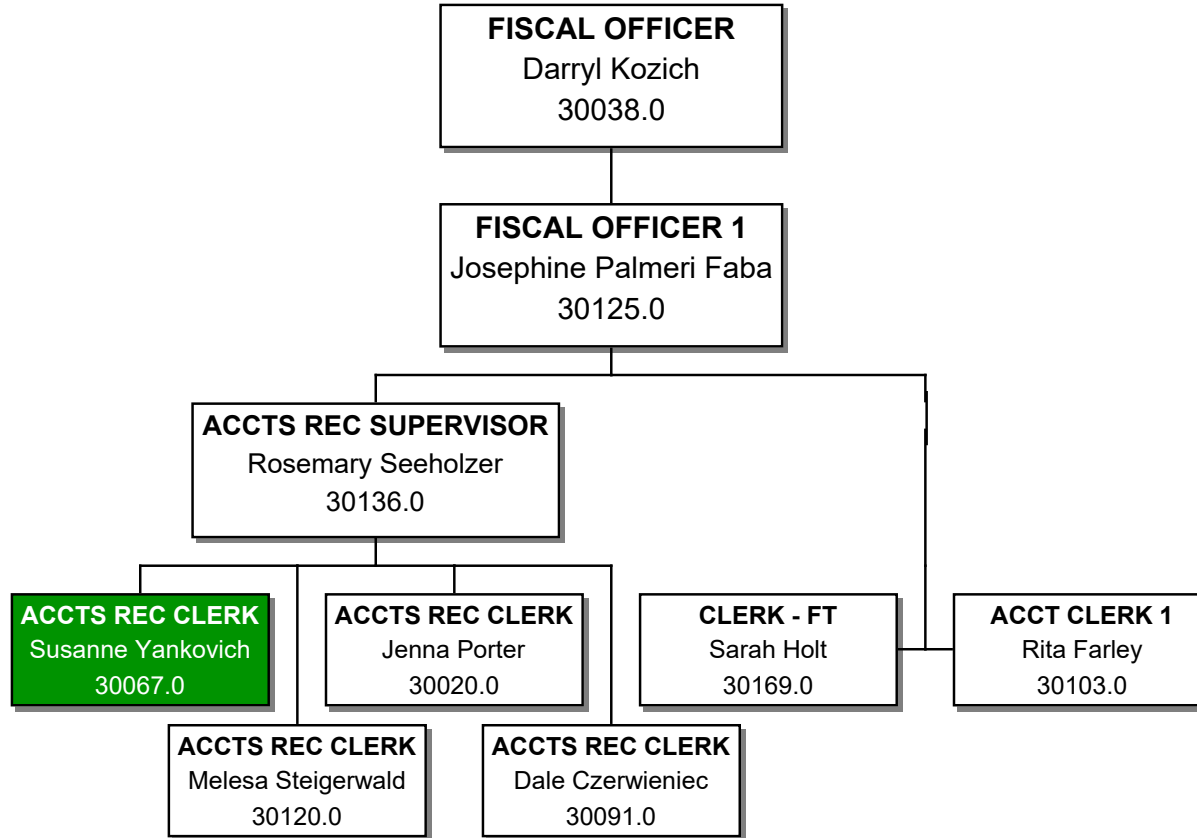 FISCAL OFFICER
Darryl Kozich
30038.0
FISCAL OFFICER 1
Josephine Palmeri Faba
30125.0
ACCTS REC SUPERVISOR
Rosemary Seeholzer
30136.0
ACCTS REC CLERK
Susanne Yankovich
30067.0
ACCTS REC CLERK
Jenna Porter
30020.0
CLERK - FT
Sarah Holt
30169.0
ACCT CLERK 1
Rita Farley
30103.0
ACCTS REC CLERK
Melesa Steigerwald
30120.0
ACCTS REC CLERK
Dale Czerwieniec
30091.0